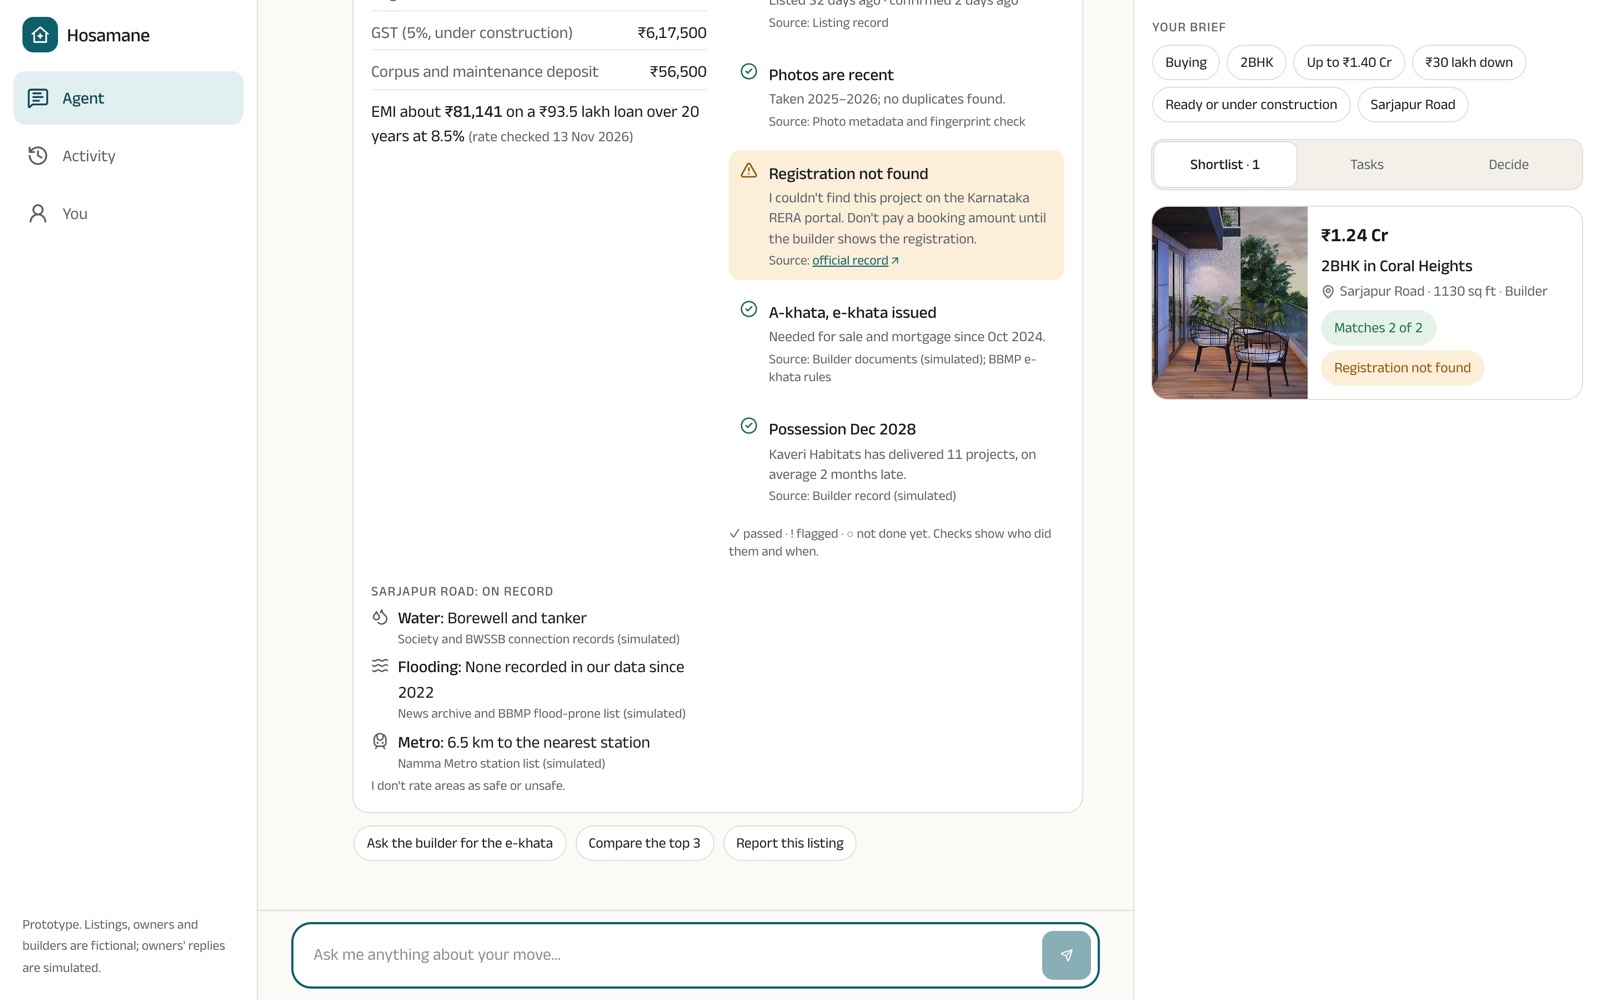 Hosamane
Agent
Activity
You
Prototype. Listings, owners and
builders are fictional; owners' replies
are simulated.
GST (5%, under construction) ₹6,17,500
Corpus and maintenance deposit ₹56,500
EMI about ₹81,141 on a ₹93.5 lakh loan over 20
years at 8.5% (rate checked 13 Nov 2026)
Listed 32 days ago · confirmed 2 days ago
Source: Listing record
Photos are recent
Taken 2025–2026; no duplicates found.
Source: Photo metadata and fingerprint check
Registration not found
I couldn't find this project on the Karnataka
RERA portal. Don't pay a booking amount until
the builder shows the registration.
Source: official record
A-khata, e-khata issued
Needed for sale and mortgage since Oct 2024.
Source: Builder documents (simulated); BBMP e-
khata rules
Possession Dec 2028
Kaveri Habitats has delivered 11 projects, on
average 2 months late.
Source: Builder record (simulated)
✓ passed · ! flagged · ○ not done yet. Checks show who did
them and when.
SARJAPUR ROAD: ON RECORD
Water: Borewell and tanker
Society and BWSSB connection records (simulated)
Flooding: None recorded in our data since
2022
News archive and BBMP flood-prone list (simulated)
Metro: 6.5 km to the nearest station
Namma Metro station list (simulated)
I don't rate areas as safe or unsafe.
Ask the builder for the e-khata
Compare the top 3
Report this listing
Ask me anything about your move...
YOUR BRIEF
Buying
2BHK
Up to ₹1.40 Cr
₹30 lakh down
Ready or under construction
Sarjapur Road
Shortlist · 1
Tasks
Decide
₹1.24 Cr
2BHK in Coral Heights
Sarjapur Road · 1130 sq ft · Builder
Matches 2 of 2
Registration not found